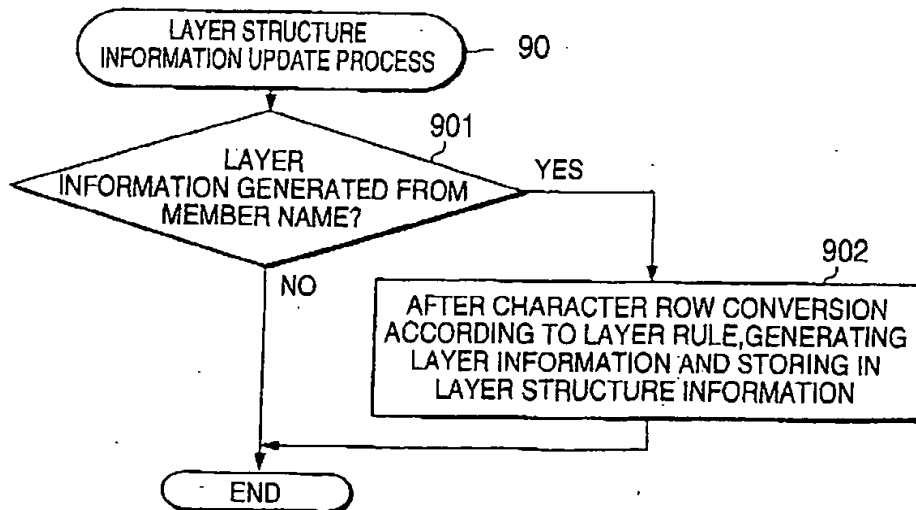 LAYER STRUCTURE
INFORMATION UPDATE PROCESS
90
901
LAYER
INFORMATION GENERATED FROM
MEMBER NAME?
YES
NO
902
AFTER CHARACTER ROW CONVERSION
ACCORDING TO LAYER RULE,GENERATING
LAYER INFORMATION AND STORING IN
LAYER STRUCTURE INFORMATION
END